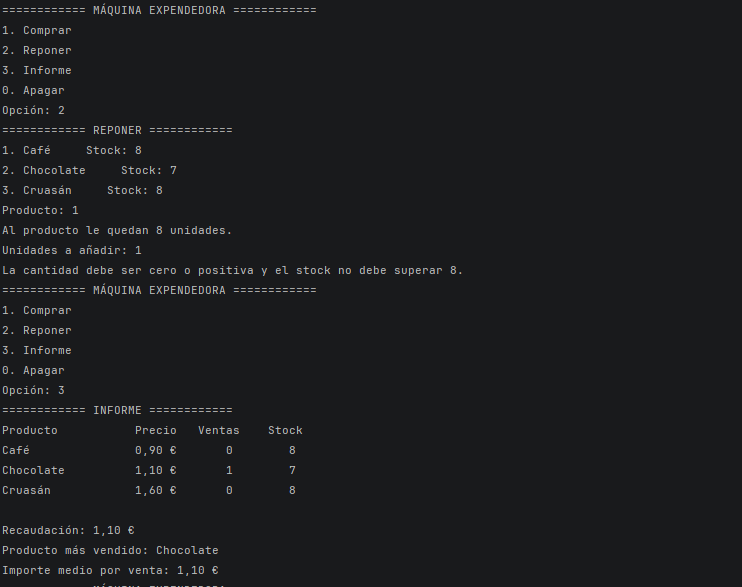 ============ MÁQUINA EXPENDEDORA ============
1. Comprar
2. Reponer
3. Informe
0. Apagar
Opción: 2
============ REPONER ============
1. Café     Stock: 8
2. Chocolate     Stock: 7
3. Cruasán     Stock: 8
Producto: 1
Al producto le quedan 8 unidades.
Unidades a añadir: 1
La cantidad debe ser cero o positiva y el stock no debe superar 8.
============ MÁQUINA EXPENDEDORA ============
1. Comprar
2. Reponer
3. Informe
0. Apagar
Opción: 3
============ INFORME ============
Producto           Precio   Ventas    Stock
Café               0,90 €       0        8
Chocolate          1,10 €       1        7
Cruasán            1,60 €       0        8

Recaudación: 1,10 €
Producto más vendido: Chocolate
Importe medio por venta: 1,10 €